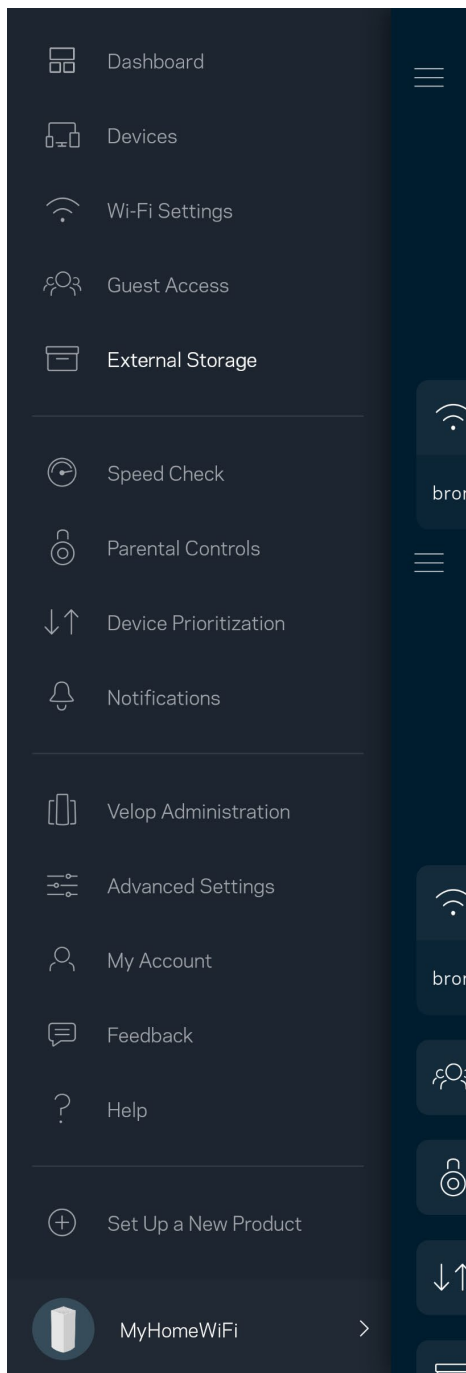 Dashboard
Devices
Wi-Fi Settings
Guest Access
External Storage
Speed Check
Parental Controls
Device Prioritization
Notifications
Velop Administration
Advanced Settings
My Account
Feedback
Help
Set Up a New Product
MyHomeWiFi